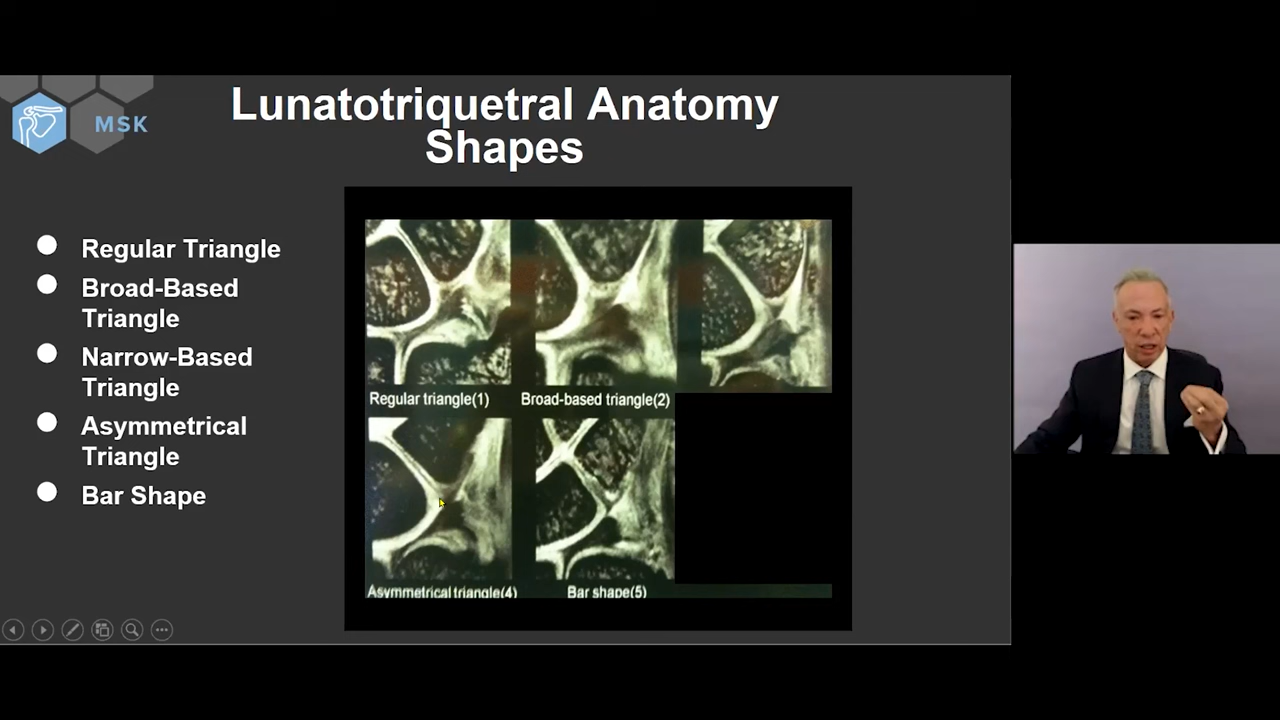 MSK
Lunatotriquetral Anatomy
Shapes
Regular Triangle
Broad-Based
Triangle
Narrow-Based
Triangle
Asymmetrical
Triangle
Bar Shape
Regular triangle(1)
Broad-based triangle(2)
Asymmetrical triangle(4)
Bar shape(5)